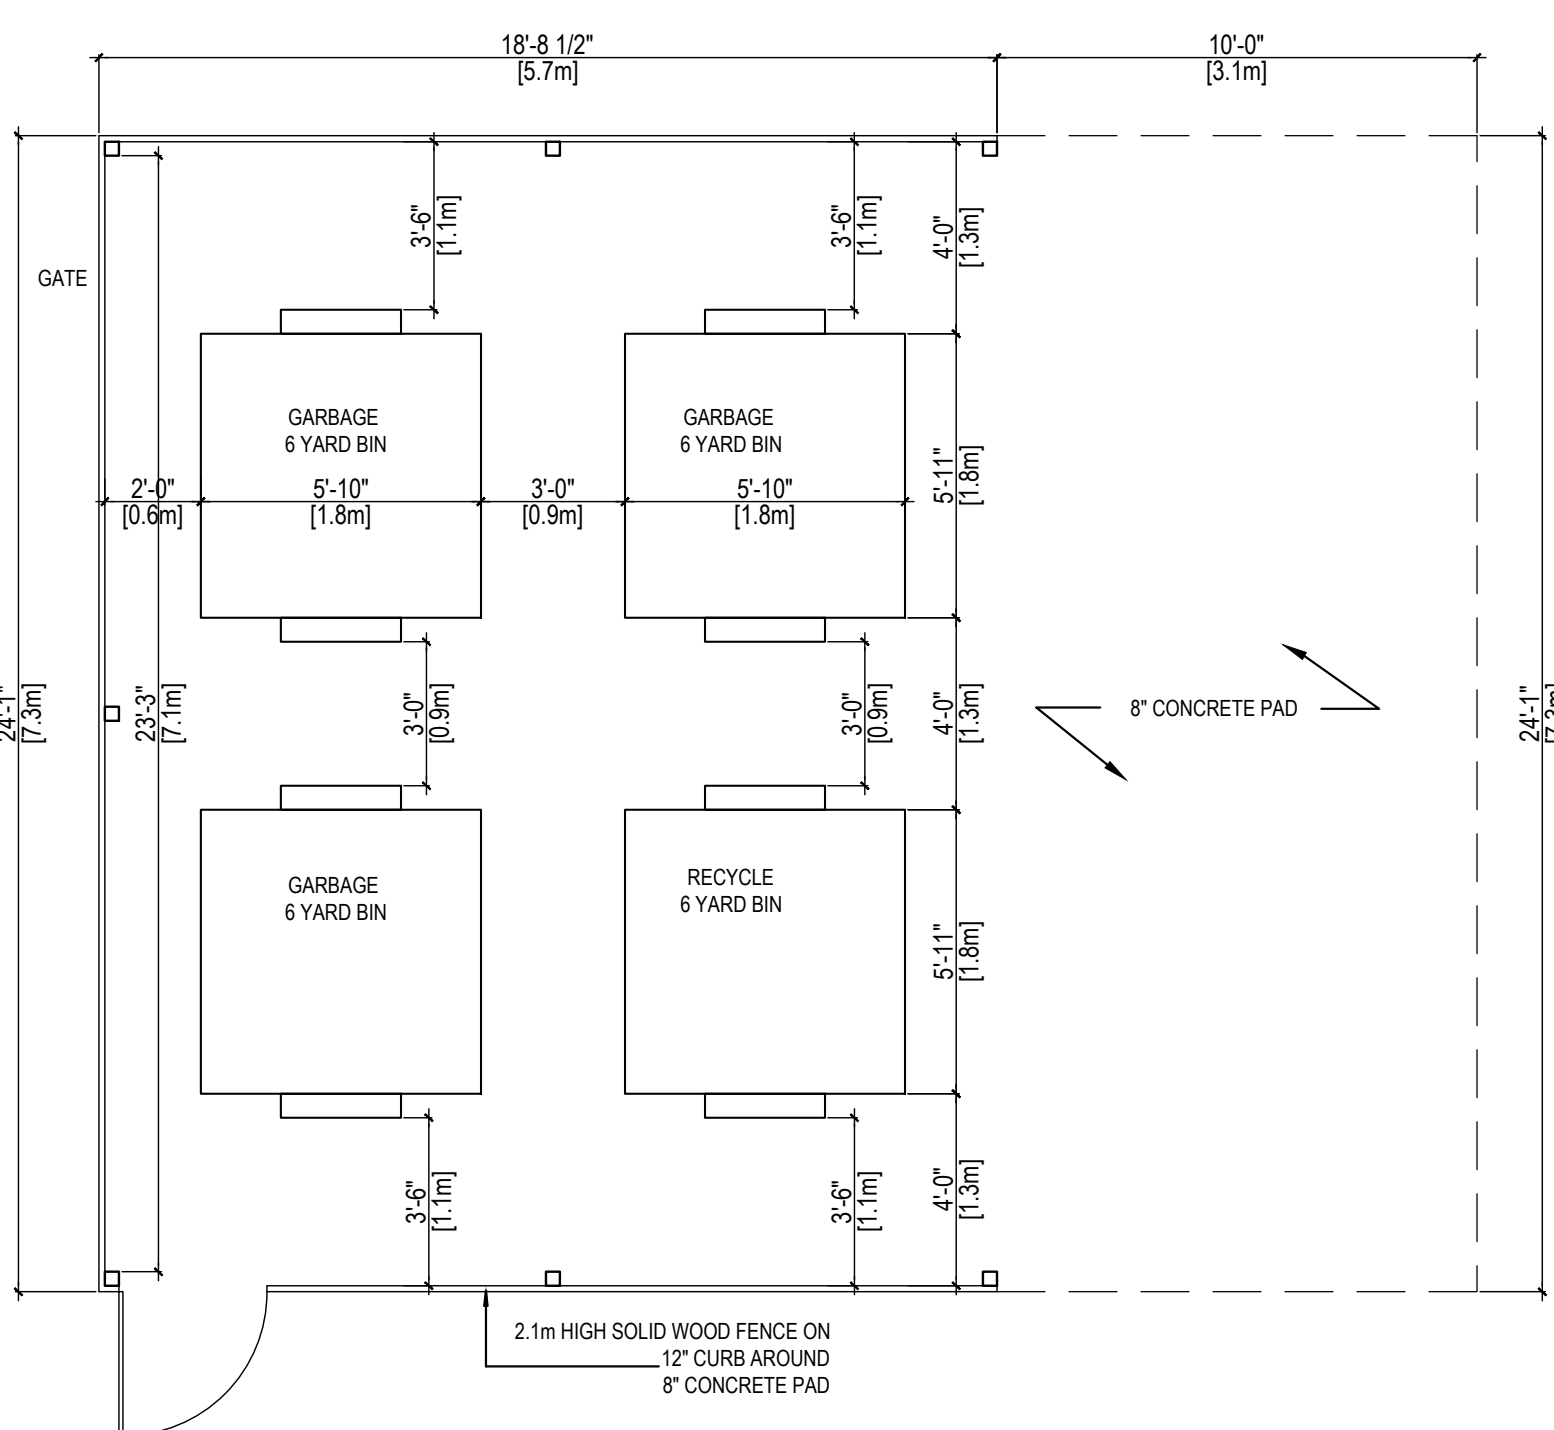 18'-8 1/2"
[5.7m]
10'-0"
[3.1m]
3'-6"
[1.1m]
3'-6"
[1.1m]
4'-0"
[1.3m]
GATE
GARBAGE
6 YARD BIN
GARBAGE
6 YARD BIN
2'-0"
[0.6m]
5'-10"
[1.8m]
3'-0"
[0.9m]
5'-10"
[1.8m]
5'-11"
[1.8m]
24'-1"
[7.3m]
23'-3"
[7.1m]
3'-0"
[0.9m]
3'-0"
[0.9m]
4'-0"
[1.3m]
8" CONCRETE PAD
24'-1"
[7.3m]
GARBAGE
6 YARD BIN
RECYCLE
6 YARD BIN
5'-11"
[1.8m]
3'-6"
[1.1m]
3'-6"
[1.1m]
4'-0"
[1.3m]
2.1m HIGH SOLID WOOD FENCE ON
12" CURB AROUND
8" CONCRETE PAD